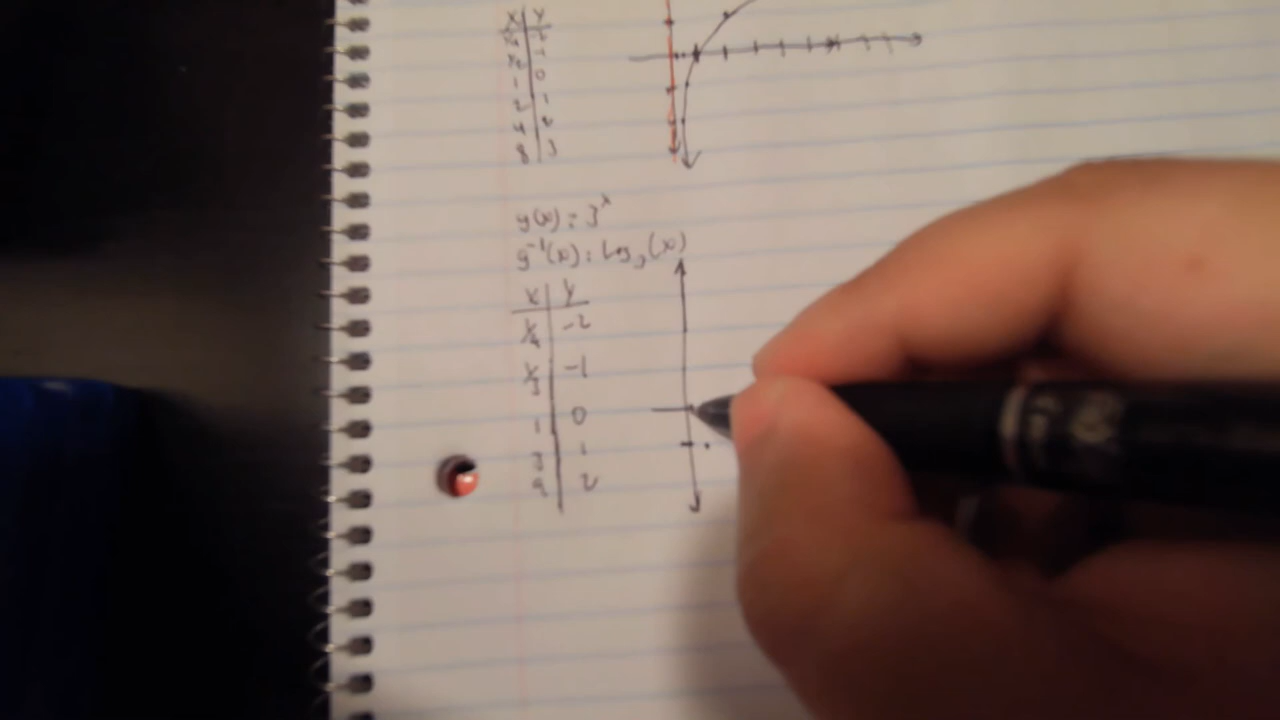 X Y
1/4 -2
1/2 -1
1 0
2 1
4 2
8 3
g(x) = 3^x
g^-1(x) = log_3(x)
X Y
1/9 -2
1/3 -1
1 0
3 1
9 2